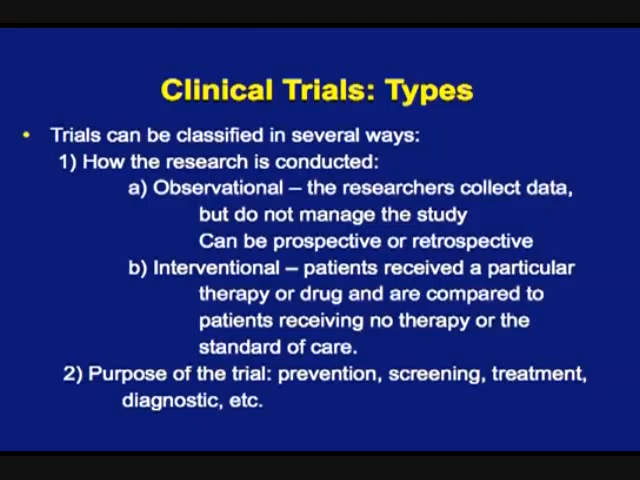 Clinical Trials: Types
• Trials can be classified in several ways:
1) How the research is conducted:
a) Observational – the researchers collect data,
but do not manage the study
Can be prospective or retrospective
b) Interventional – patients received a particular
therapy or drug and are compared to
patients receiving no therapy or the
standard of care.
2) Purpose of the trial: prevention, screening, treatment,
diagnostic, etc.